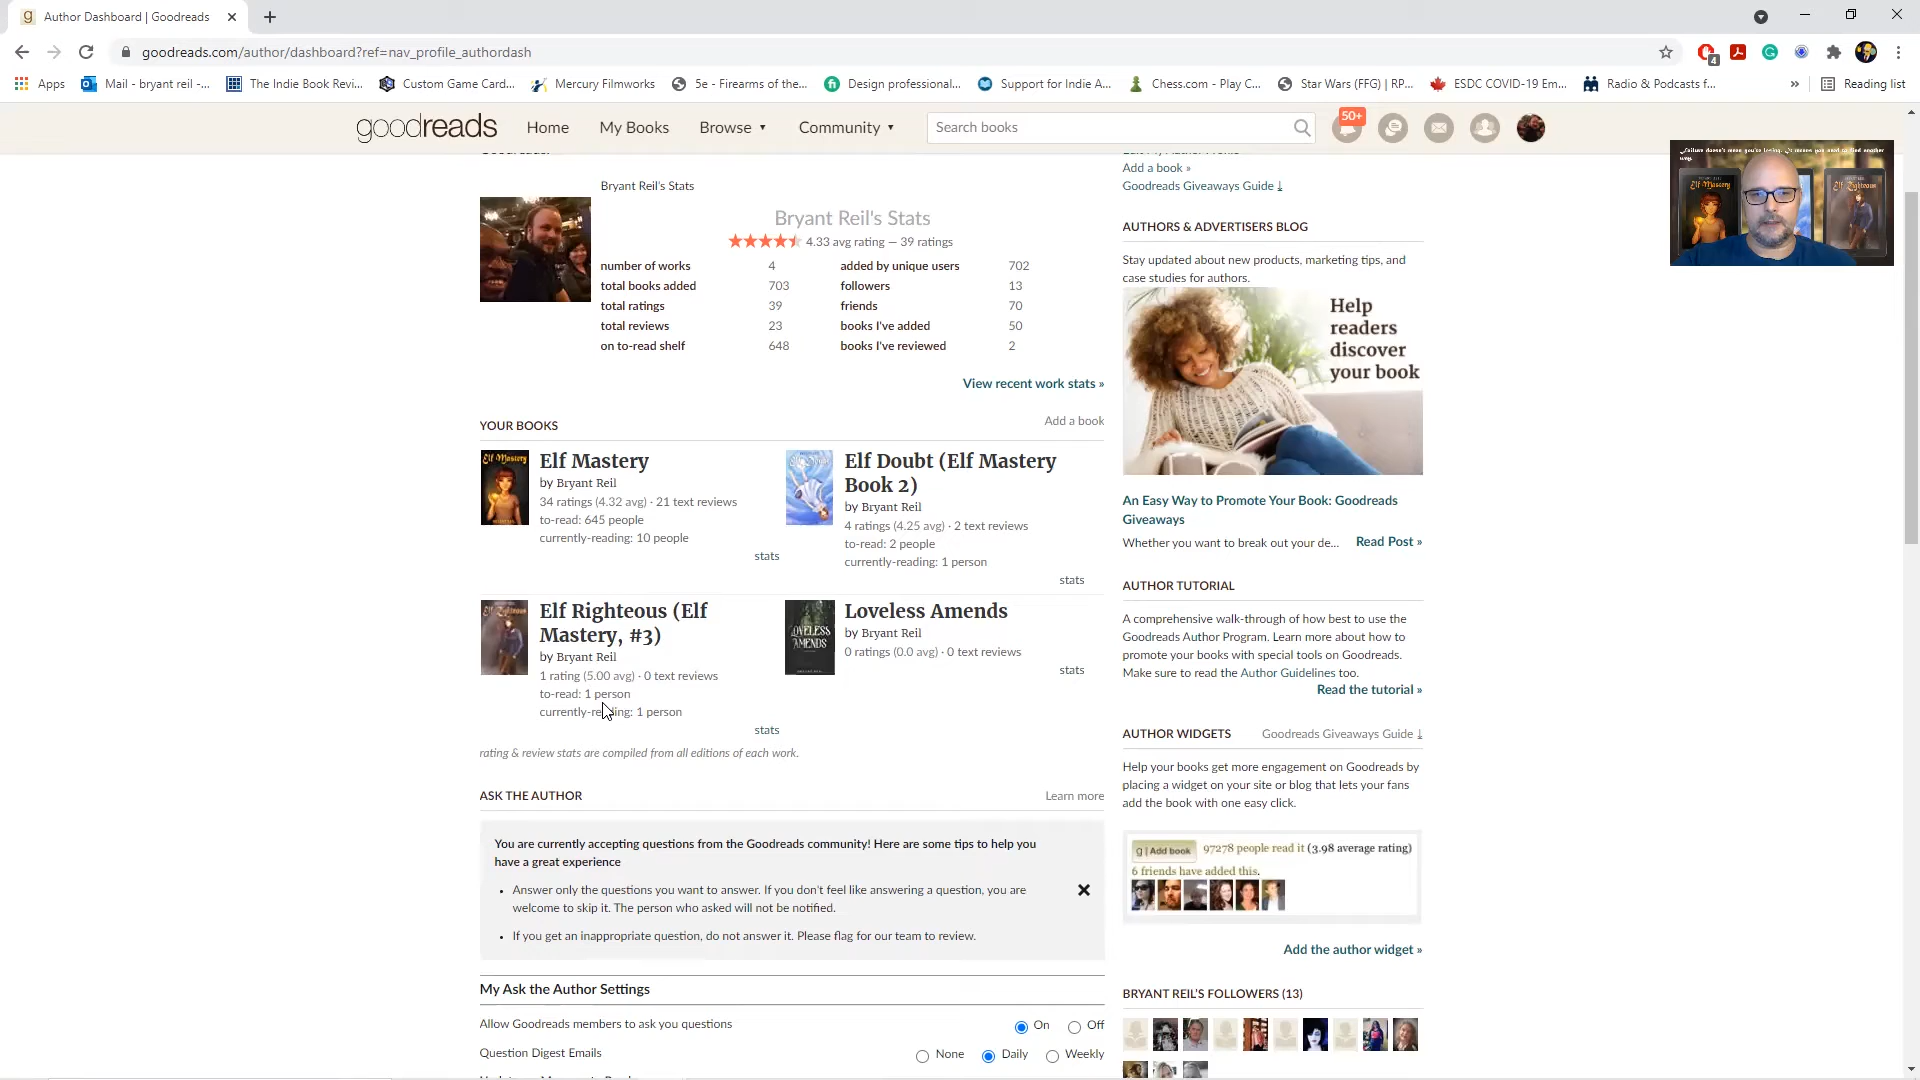 Author Dashboard | Goodreads
goodreads.com/author/dashboard?ref=nav_profile_authordash
4
Apps
Mail - bryant reil -...
The Indie Book Revi...
Custom Game Card...
Mercury Filmworks
5e - Firearms of the...
Design professional...
Support for Indie A...
Chess.com - Play C...
Star Wars (FFG) | RP...
ESDC COVID-19 Em...
Radio & Podcasts f...
»
Reading list
goodreads
Home
My Books
Browse ▼
Community ▼
Search books
50+
Failure doesn't mean you're losing. It means you need to find another
way.
Add a book »
Goodreads Giveaways Guide ↓
Bryant Reil's Stats
Bryant Reil's Stats
4.33 avg rating — 39 ratings
number of works 4 added by unique users 702
total books added 703 followers 13
total ratings 39 friends 70
total reviews 23 books I've added 50
on to-read shelf 648 books I've reviewed 2
View recent work stats »
YOUR BOOKS
Add a book
Elf Mastery
Elf Mastery
by Bryant Reil
34 ratings (4.32 avg) · 21 text reviews
to-read: 645 people
currently-reading: 10 people
stats
Elf Doubt (Elf Mastery
Book 2)
by Bryant Reil
4 ratings (4.25 avg) · 2 text reviews
to-read: 2 people
currently-reading: 1 person
stats
Elf Righteous (Elf
Mastery, #3)
by Bryant Reil
1 rating (5.00 avg) · 0 text reviews
to-read: 1 person
currently-reading: 1 person
stats
LOVELESS
AMENDS
Loveless Amends
by Bryant Reil
0 ratings (0.0 avg) · 0 text reviews
stats
rating & review stats are compiled from all editions of each work.
ASK THE AUTHOR
Learn more
You are currently accepting questions from the Goodreads community! Here are some tips to help you
have a great experience
• Answer only the questions you want to answer. If you don't feel like answering a question, you are
welcome to skip it. The person who asked will not be notified.
• If you get an inappropriate question, do not answer it. Please flag for our team to review.
My Ask the Author Settings
Allow Goodreads members to ask you questions On Off
Question Digest Emails None Daily Weekly
AUTHORS & ADVERTISERS BLOG
Stay updated about new products, marketing tips, and
case studies for authors.
Help
readers
discover
your book
An Easy Way to Promote Your Book: Goodreads
Giveaways
Whether you want to break out your de... Read Post »
AUTHOR TUTORIAL
A comprehensive walk-through of how best to use the
Goodreads Author Program. Learn more about how to
promote your books with special tools on Goodreads.
Make sure to read the Author Guidelines too.
Read the tutorial »
AUTHOR WIDGETS
Goodreads Giveaways Guide ↓
Help your books get more engagement on Goodreads by
placing a widget on your site or blog that lets your fans
add the book with one easy click.
g | Add book 97278 people read it (3.98 average rating)
6 friends have added this.
Add the author widget »
BRYANT REIL'S FOLLOWERS (13)